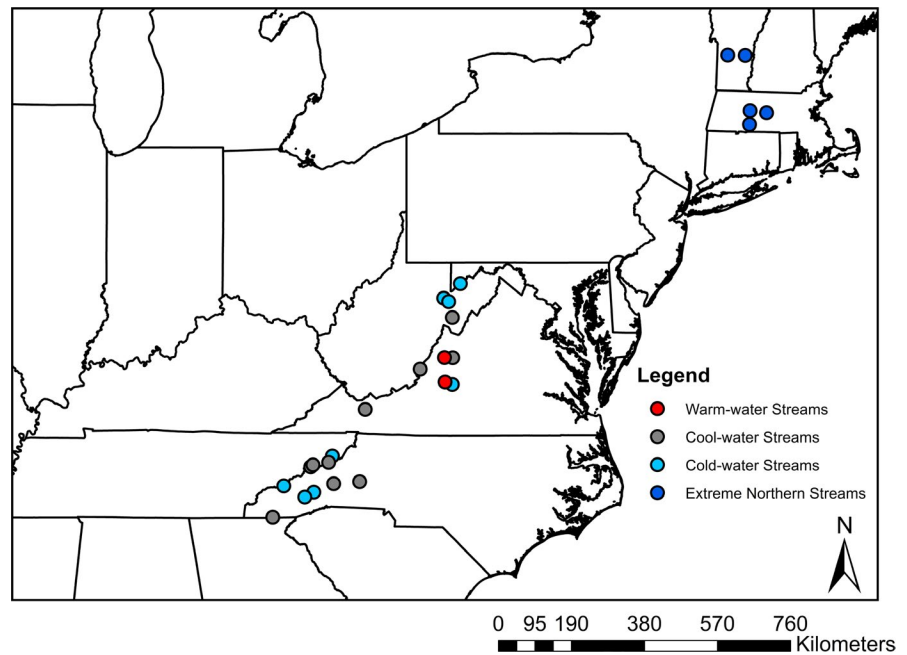 Legend
Warm-water Streams
Cool-water Streams
Cold-water Streams
Extreme Northern Streams
N
0 95 190 380 570 760
Kilometers